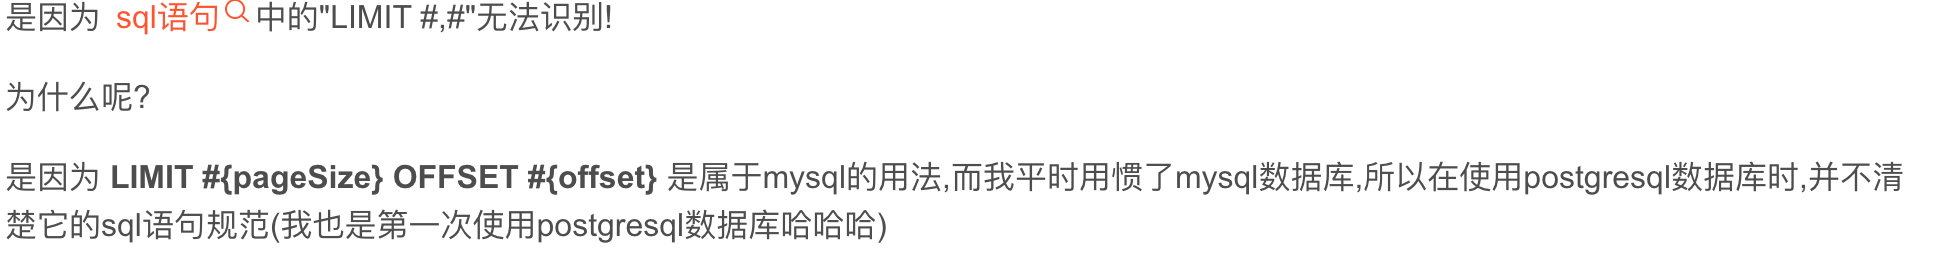 是因为 sql语句中的"LIMIT #,#"无法识别!
为什么呢?
是因为 LIMIT #{pageSize} OFFSET #{offset} 是属于mysql的用法,而我平时用惯了mysql数据库,所以在使用postgresql数据库时,并不清
楚它的sql语句规范(我也是第一次使用postgresql数据库哈哈哈)